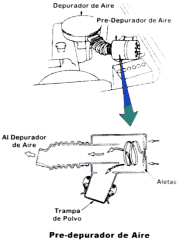 Depurador de Aire
Pre-Depurador de Aire
Al Depurador
de Aire
Aletas
Trampa
de Polvo
Pre-depurador de Aire